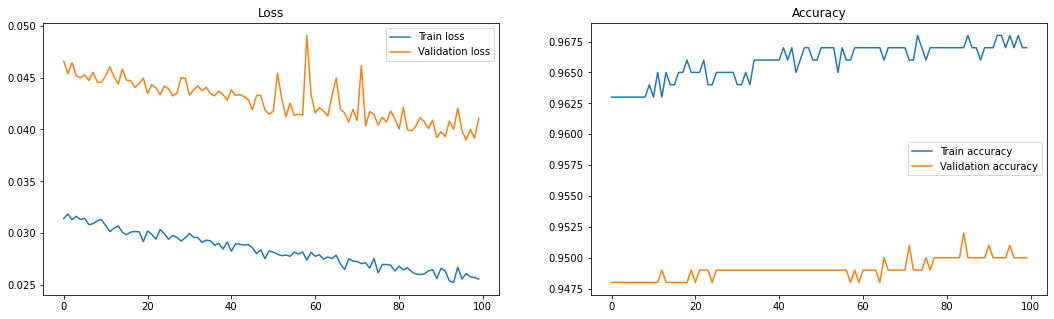 Loss
0.050
0.045
0.040
0.035
0.030
0.025
0 20 40 60 80 100
Train loss
Validation loss
Accuracy
0.9675
0.9650
0.9625
0.9600
0.9575
0.9550
0.9525
0.9500
0.9475
0 20 40 60 80 100
Train accuracy
Validation accuracy